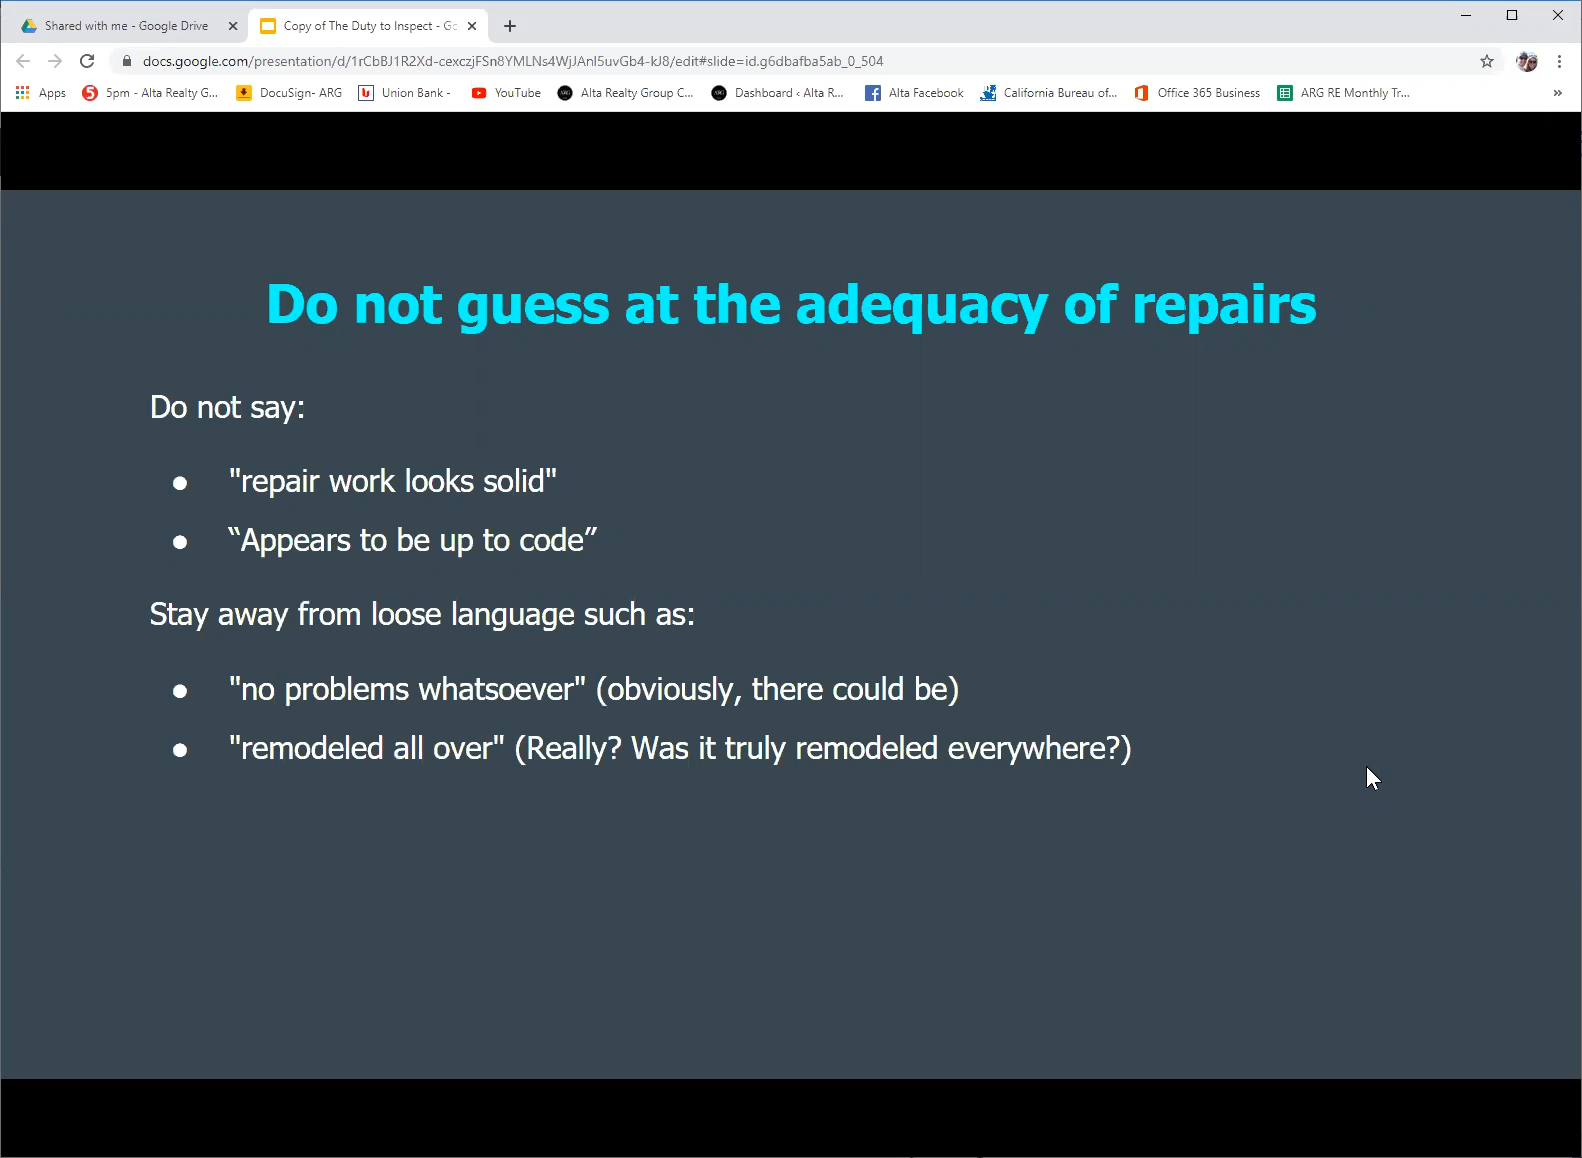 Shared with me - Google Drive
Copy of The Duty to Inspect - Go
docs.google.com/presentation/d/1rCbBJ1R2Xd-cexczjFSn8YMLNs4WjJAnI5uvGb4-kJ8/edit#slide=id.g6dbafba5ab_0_504
Apps 5pm - Alta Realty G... DocuSign- ARG Union Bank - YouTube Alta Realty Group C... Dashboard ‹ Alta R... Alta Facebook California Bureau of... Office 365 Business ARG RE Monthly Tr... »
Do not guess at the adequacy of repairs
Do not say:
● "repair work looks solid"
● “Appears to be up to code”
Stay away from loose language such as:
● "no problems whatsoever" (obviously, there could be)
● "remodeled all over" (Really? Was it truly remodeled everywhere?)